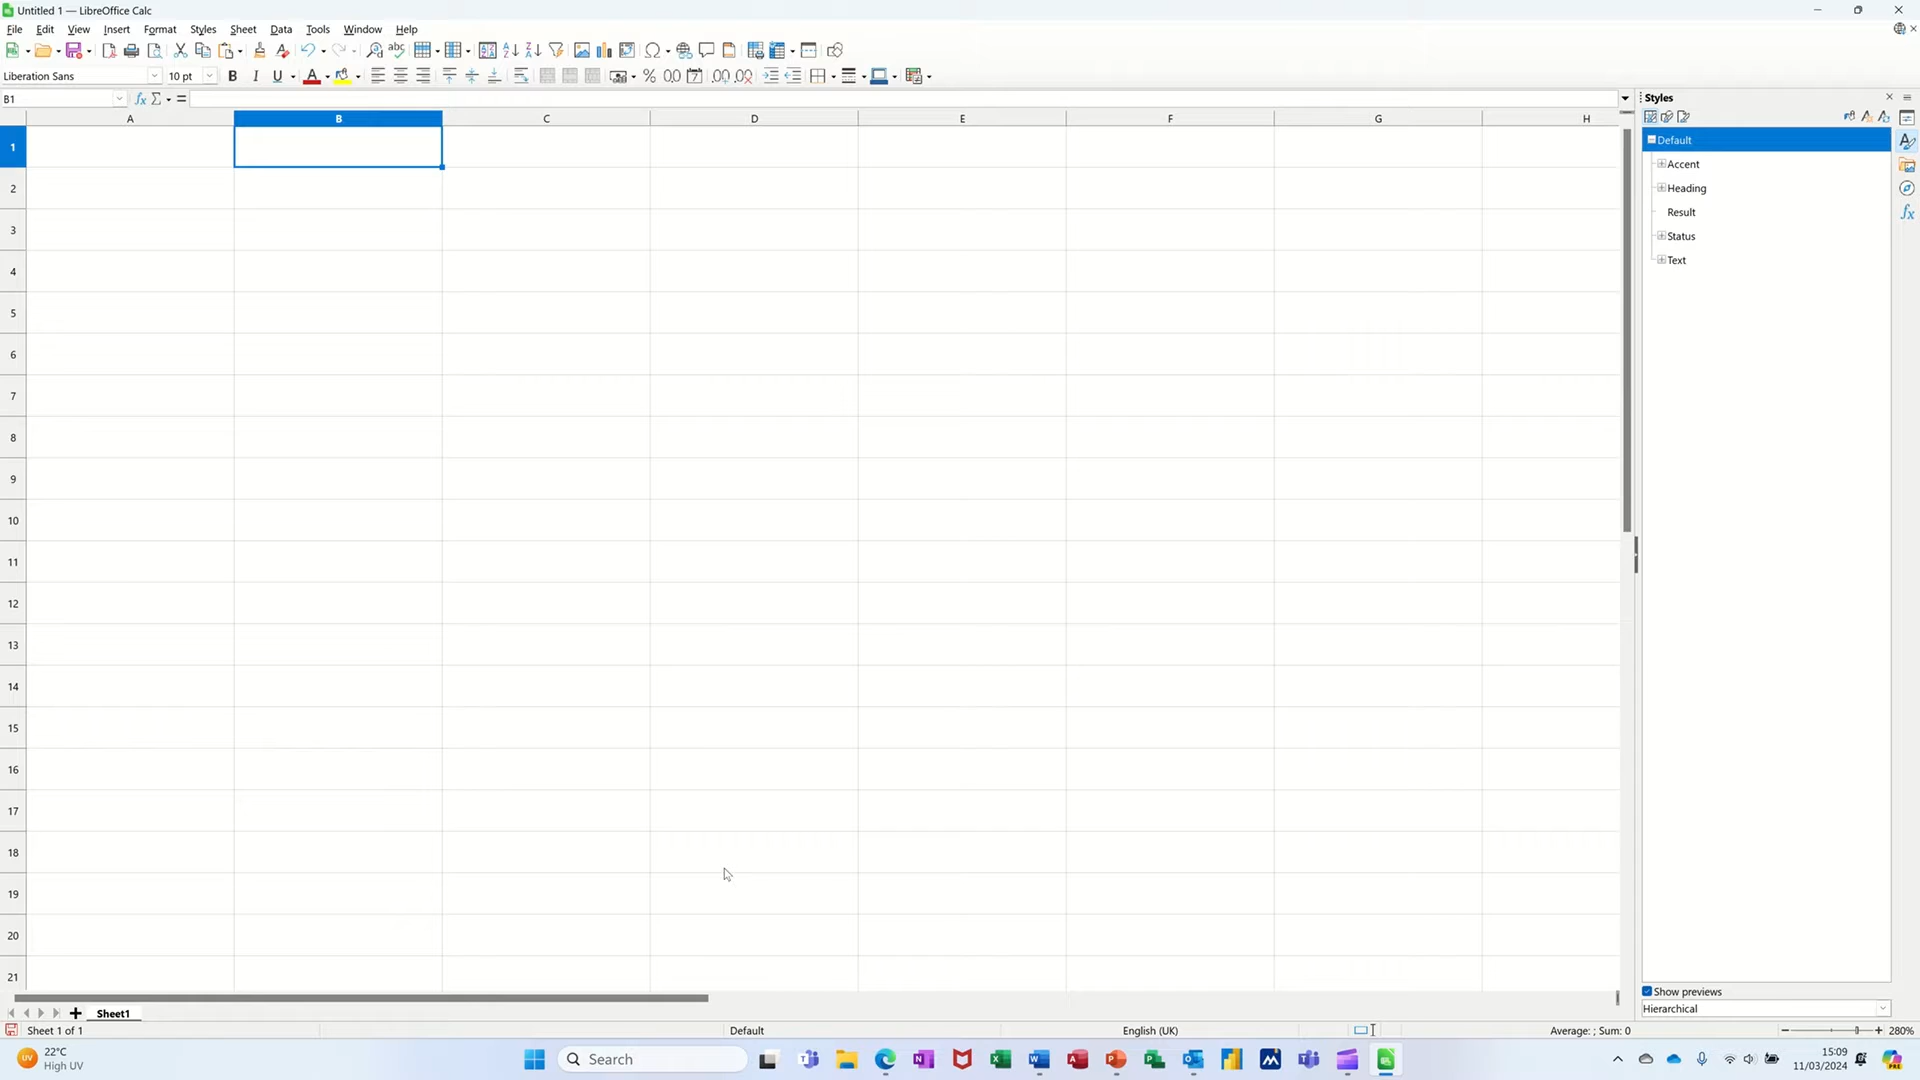 Untitled 1 — LibreOffice Calc
File Edit View Insert Format Styles Sheet Data Tools Window Help
Liberation Sans 10 pt
B1
A B C D E F G H
1
2
3
4
5
6
7
8
9
10
11
12
13
14
15
16
17
18
19
20
21
Styles
Default
Accent
Heading
Result
Status
Text
Show previews
Hierarchical
Sheet1
Sheet 1 of 1 Default English (UK) Average: ; Sum: 0 280%
22°C
High UV
Search
15:09
11/03/2024